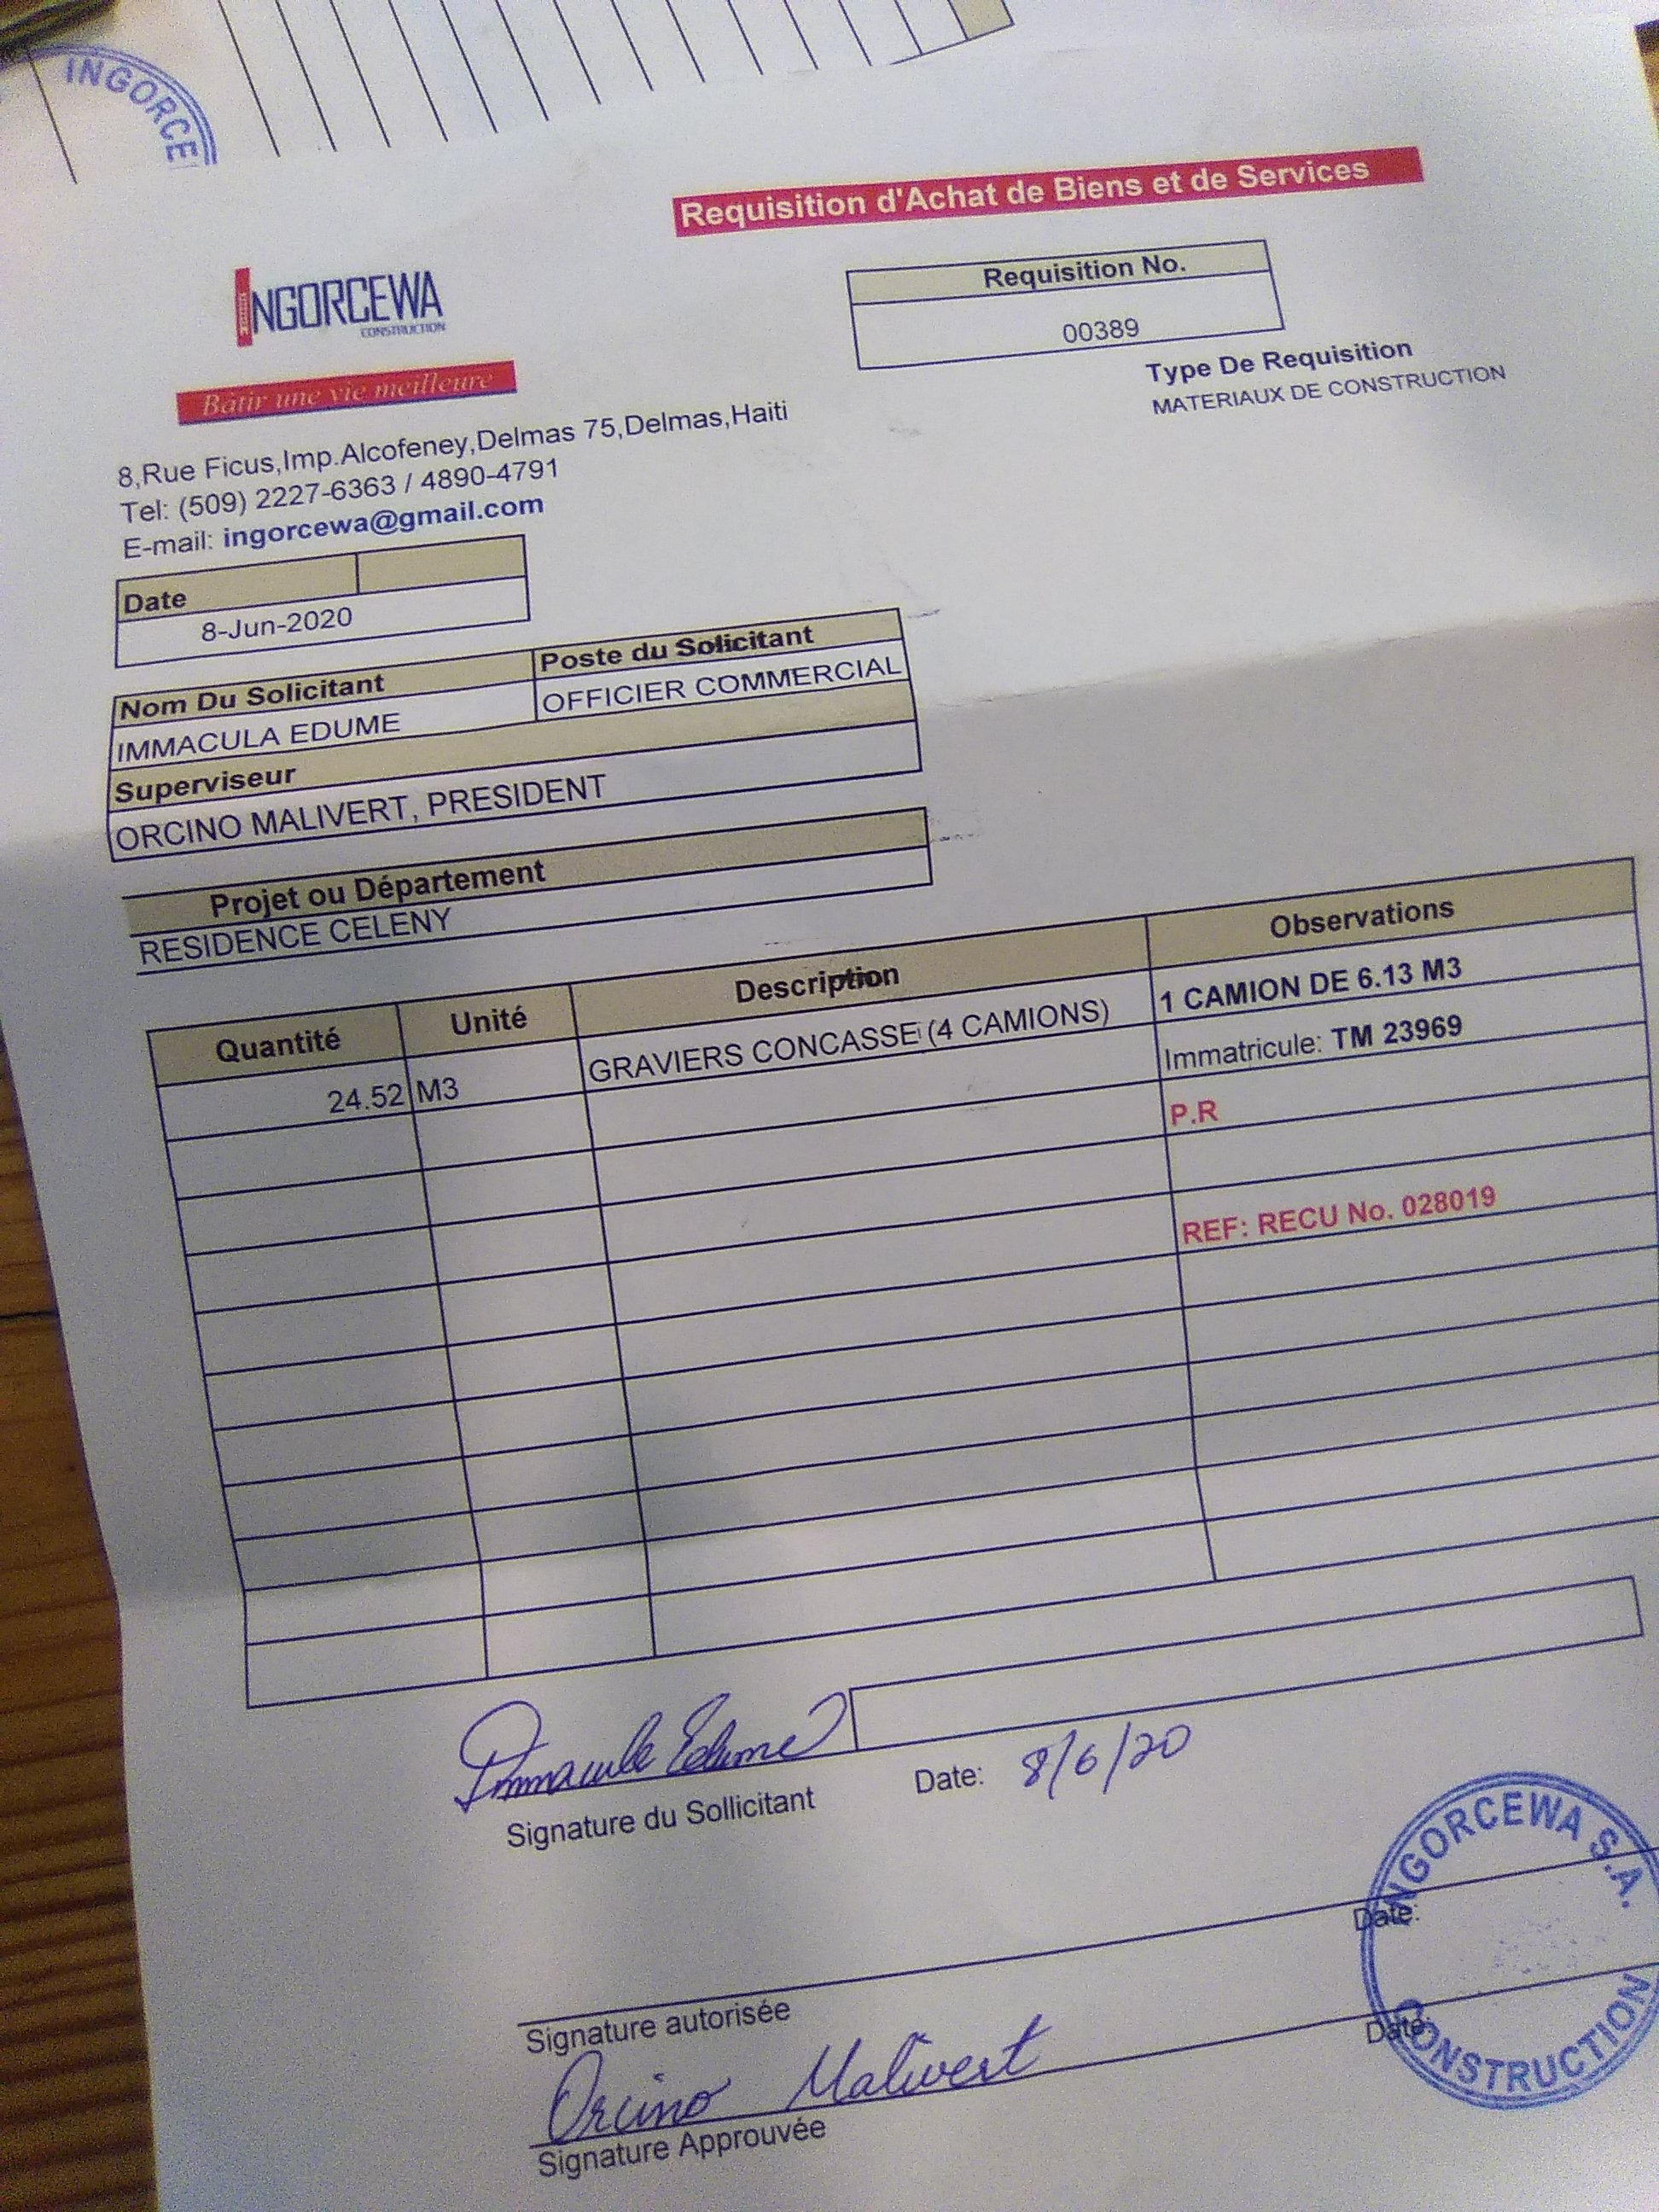 INGORCE
Requisition d'Achat de Biens et de Services
INGORCEWA
CONSTRUCTION
Bâtir une vie meilleure
Requisition No.
00389
Type De Requisition
MATERIAUX DE CONSTRUCTION
8,Rue Ficus,Imp.Alcofeney,Delmas 75,Delmas,Haiti
Tel: (509) 2227-6363 / 4890-4791
E-mail: ingorcewa@gmail.com
Date
8-Jun-2020
Nom Du Solicitant Poste du Solicitant
IMMACULA EDUME OFFICIER COMMERCIAL
Superviseur
ORCINO MALIVERT, PRESIDENT
Projet ou Département
RESIDENCE CELENY
Quantité Unité Description Observations
24.52 M3 GRAVIERS CONCASSE (4 CAMIONS) 1 CAMION DE 6.13 M3
Immatricule: TM 23969
P.R
REF: RECU No. 028019
Immacula Edume
Signature du Sollicitant Date: 8/6/20
INGORCEWA S.A.
CONSTRUCTION
Date:
Signature autorisée
Date
Orcino Malivert
Signature Approuvée